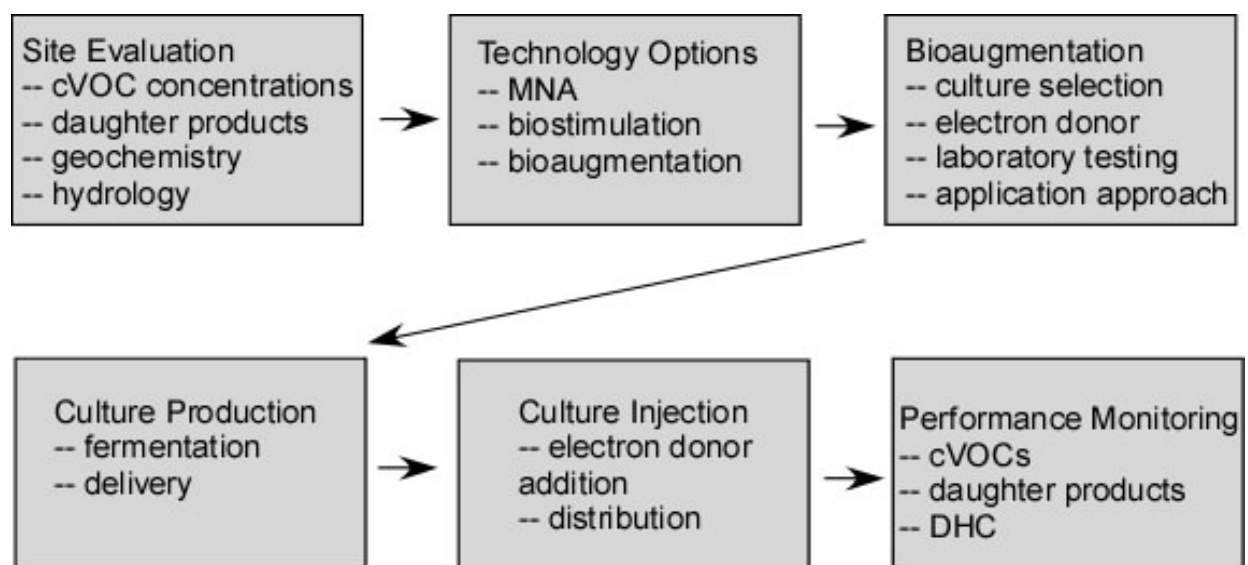 Site Evaluation
-- cVOC concentrations
-- daughter products
-- geochemistry
-- hydrology
Technology Options
-- MNA
-- biostimulation
-- bioaugmentation
Bioaugmentation
-- culture selection
-- electron donor
-- laboratory testing
-- application approach
Culture Production
-- fermentation
-- delivery
Culture Injection
-- electron donor
addition
-- distribution
Performance Monitoring
-- cVOCs
-- daughter products
-- DHC